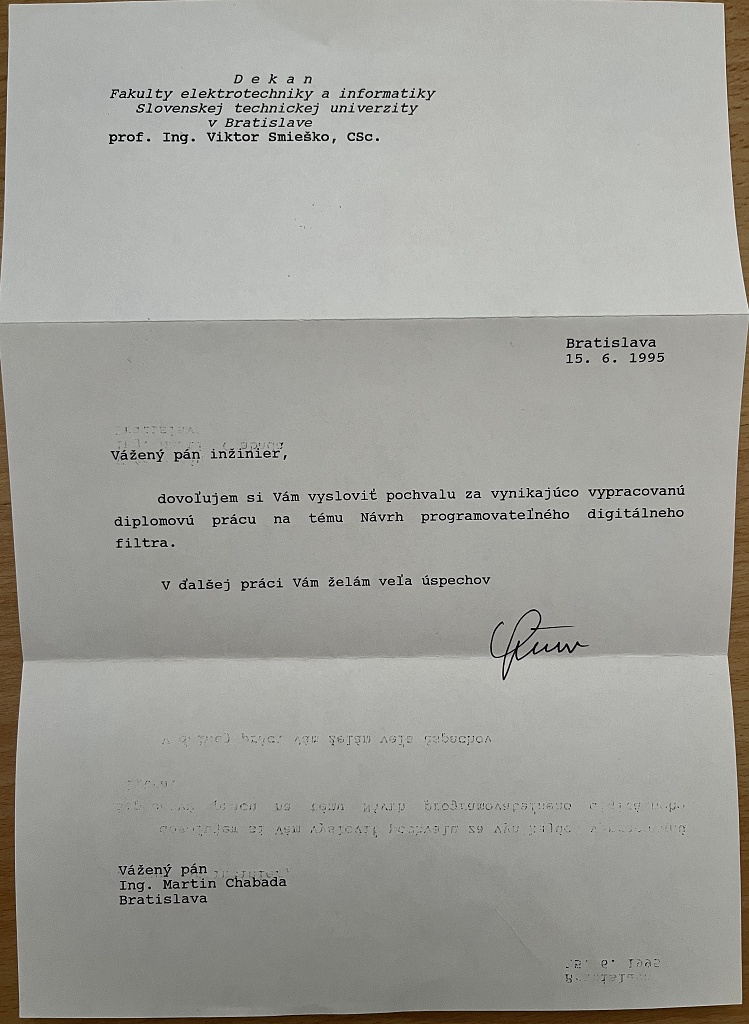 D e k a n
Fakulty elektrotechniky a informatiky
Slovenskej technickej univerzity
v Bratislave
prof. Ing. Viktor Smieško, CSc.
Bratislava
15. 6. 1995
Vážený pán inžinier,
dovoľujem si Vám vysloviť pochvalu za vynikajúco vypracovanú
diplomovú prácu na tému Návrh programovateľného digitálneho
filtra.
V ďalšej práci Vám želám veľa úspechov
Vážený pán
Ing. Martin Chabada
Bratislava